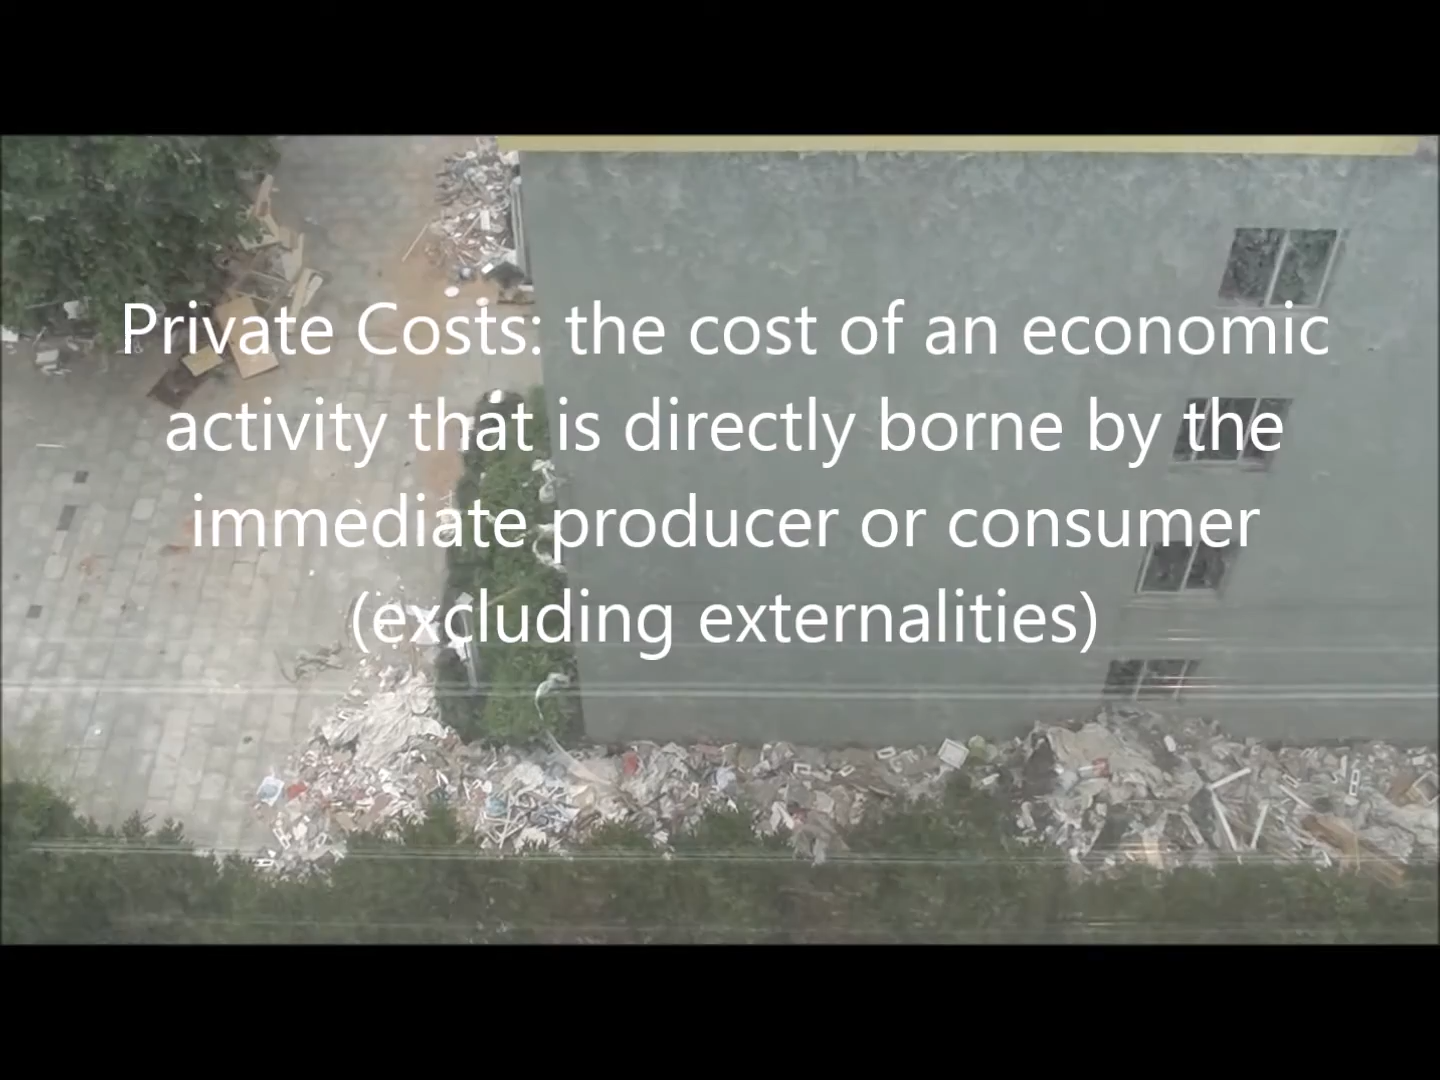 Private Costs: the cost of an economic
activity that is directly borne by the
immediate producer or consumer
(excluding externalities)